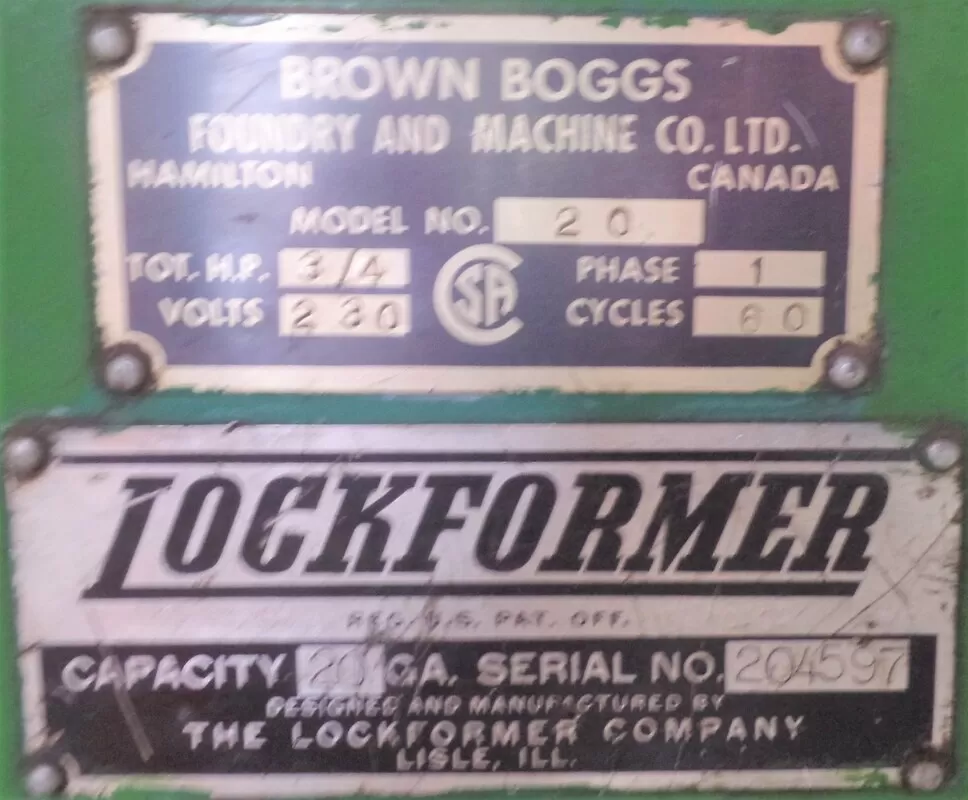 BROWN BOGGS
FOUNDRY AND MACHINE CO. LTD.
HAMILTON CANADA
MODEL NO. 20
TOT. H.P. 3/4 CSA PHASE 1
VOLTS 230 CYCLES 60
LOCKFORMER
REG. U.S. PAT. OFF.
CAPACITY 20 GA. SERIAL NO. 204597
DESIGNED AND MANUFACTURED BY
THE LOCKFORMER COMPANY
LISLE, ILL.